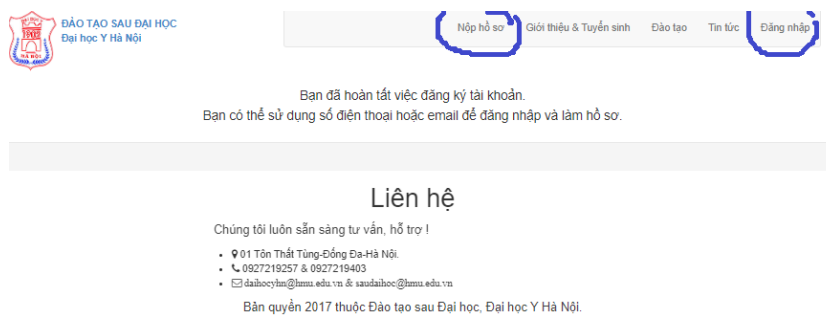 ĐẢO TẠO SAU ĐẠI HỌC
Đại học Y Hà Nội
1902
HÀ NỘI
Nộp hồ sơ Giới thiệu & Tuyển sinh Đào tạo Tin tức Đăng nhập
Bạn đã hoàn tất việc đăng ký tài khoản.
Bạn có thể sử dụng số điện thoại hoặc email để đăng nhập và làm hồ sơ.
Liên hệ
Chúng tôi luôn sẵn sàng tư vấn, hỗ trợ !
01 Tôn Thất Tùng-Đống Đa-Hà Nội.
0927219257 & 0927219403
daihocyhn@hmu.edu.vn & saudaihoc@hmu.edu.vn
Bản quyền 2017 thuộc Đào tạo sau Đại học, Đại học Y Hà Nội.